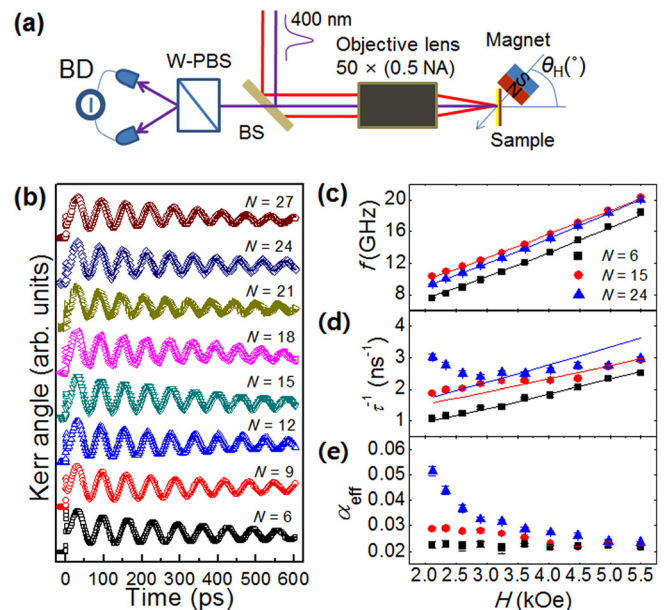 (a)
400 nm
W-PBS
BD
I
BS
Objective lens
50 × (0.5 NA)
Magnet
S N
θH(°)
Sample
(b)
Kerr angle (arb. units)
N = 27
N = 24
N = 21
N = 18
N = 15
N = 12
N = 9
N = 6
0 100 200 300 400 500 600
Time (ps)
(c)
f (GHz)
20
16
12
8
N = 6
N = 15
N = 24
(d)
τ⁻¹ (ns⁻¹)
4
3
2
1
(e)
αeff
0.06
0.05
0.04
0.03
0.02
2.0 2.5 3.0 3.5 4.0 4.5 5.0 5.5
H (kOe)